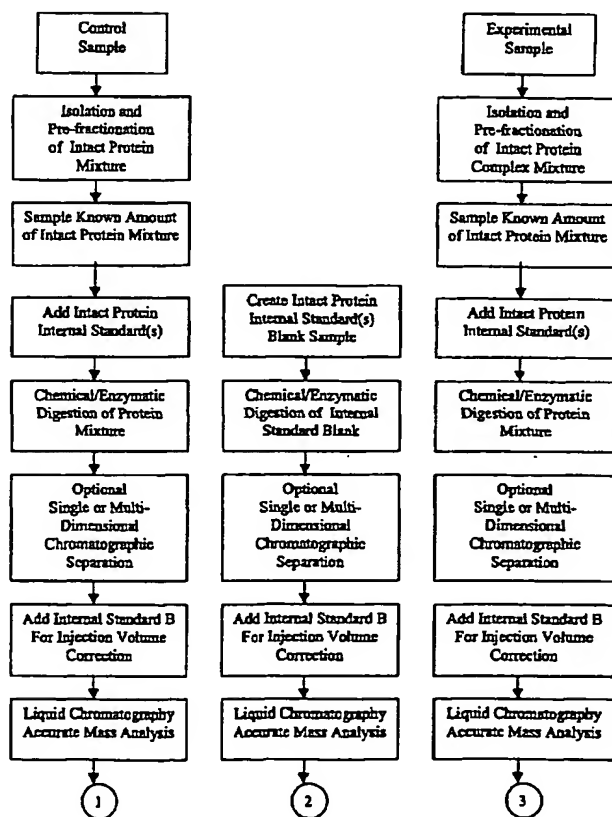 Control
Sample
Isolation and
Pre-fractionation
of Intact Protein
Mixture
Sample Known Amount
of Intact Protein Mixture
Add Intact Protein
Internal Standard(s)
Chemical/Enzymatic
Digestion of Protein
Mixture
Optional
Single or Multi-
Dimensional
Chromatographic
Separation
Add Internal Standard B
For Injection Volume
Correction
Liquid Chromatography
Accurate Mass Analysis
1
Create Intact Protein
Internal Standard(s)
Blank Sample
Chemical/Enzymatic
Digestion of Internal
Standard Blank
Optional
Single or Multi-
Dimensional
Chromatographic
Separation
Add Internal Standard B
For Injection Volume
Correction
Liquid Chromatography
Accurate Mass Analysis
2
Experimental
Sample
Isolation and
Pre-fractionation
of Intact Protein
Complex Mixture
Sample Known Amount
of Intact Protein Mixture
Add Intact Protein
Internal Standard(s)
Chemical/Enzymatic
Digestion of Protein
Mixture
Optional
Single or Multi-
Dimensional
Chromatographic
Separation
Add Internal Standard B
For Injection Volume
Correction
Liquid Chromatography
Accurate Mass Analysis
3